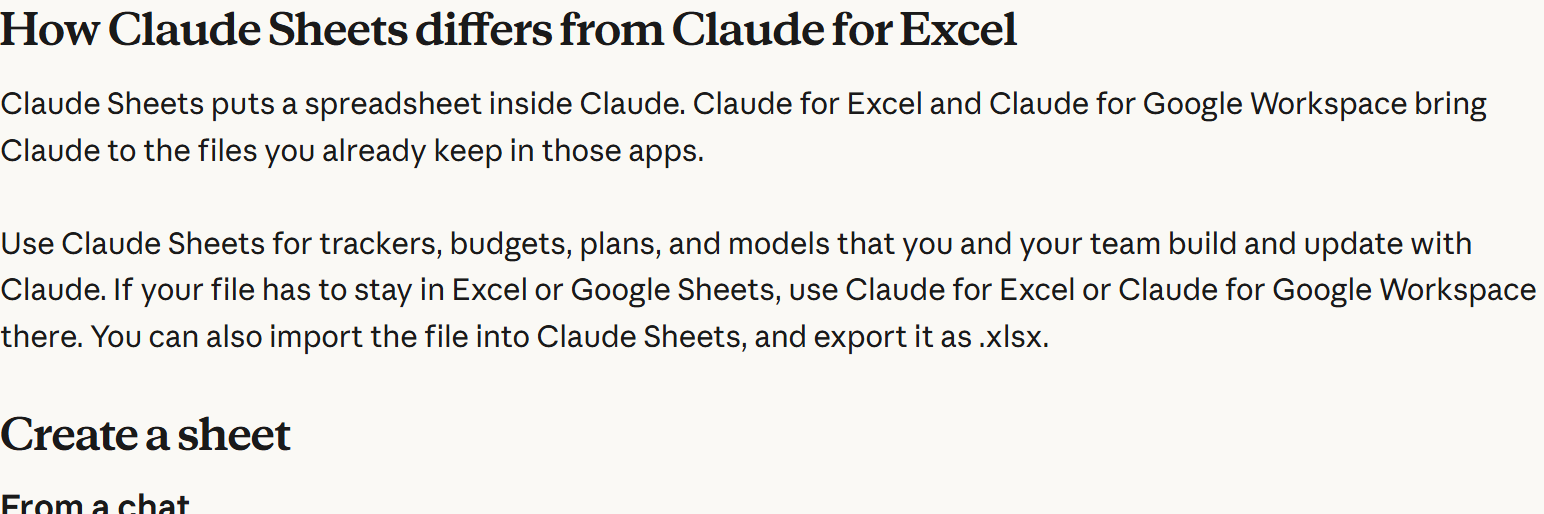 How Claude Sheets differs from Claude for Excel
Claude Sheets puts a spreadsheet inside Claude. Claude for Excel and Claude for Google Workspace bring
Claude to the files you already keep in those apps.
Use Claude Sheets for trackers, budgets, plans, and models that you and your team build and update with
Claude. If your file has to stay in Excel or Google Sheets, use Claude for Excel or Claude for Google Workspace
there. You can also import the file into Claude Sheets, and export it as .xlsx.
Create a sheet
From a chat